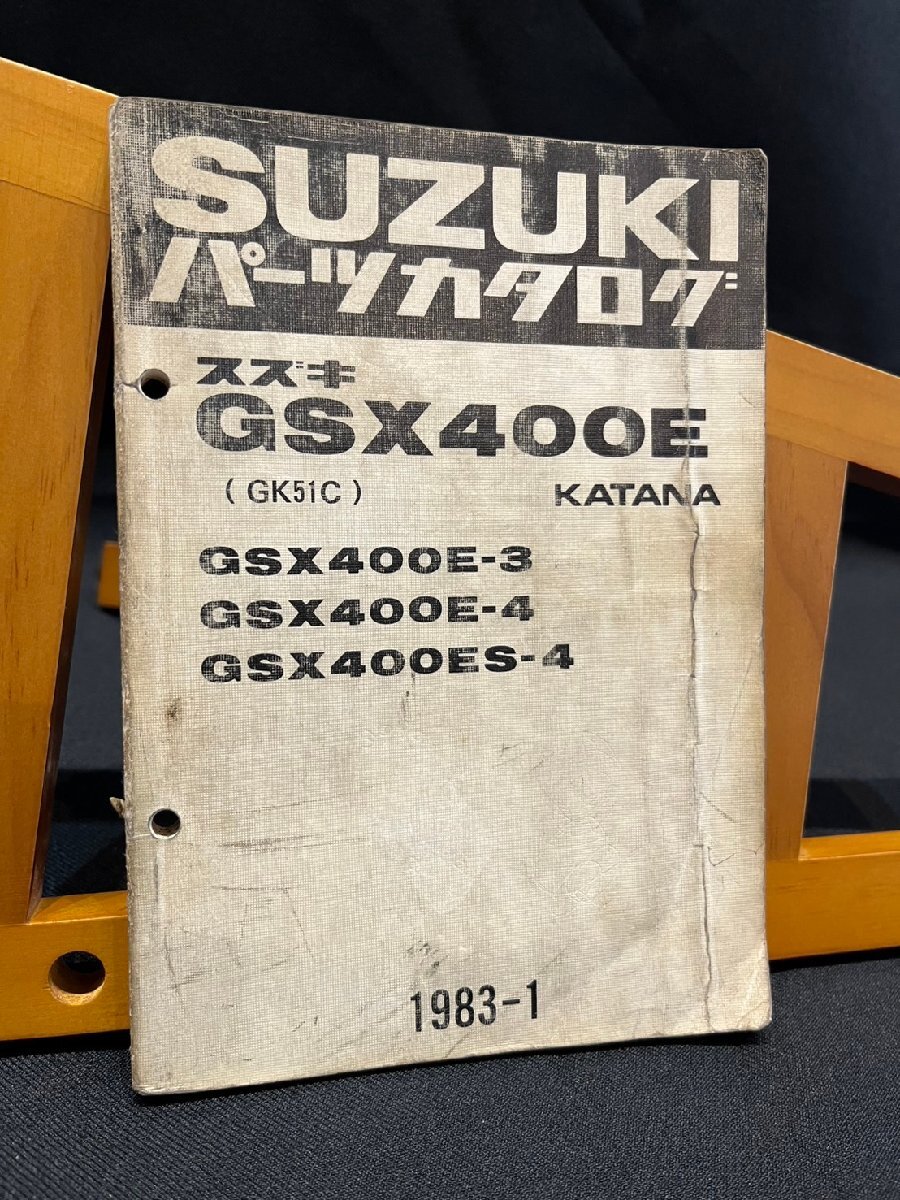 SUZUKI
パーツカタログ
スズキ
GSX400E
( GK51C ) KATANA
GSX400E-3
GSX400E-4
GSX400ES-4
1983-1